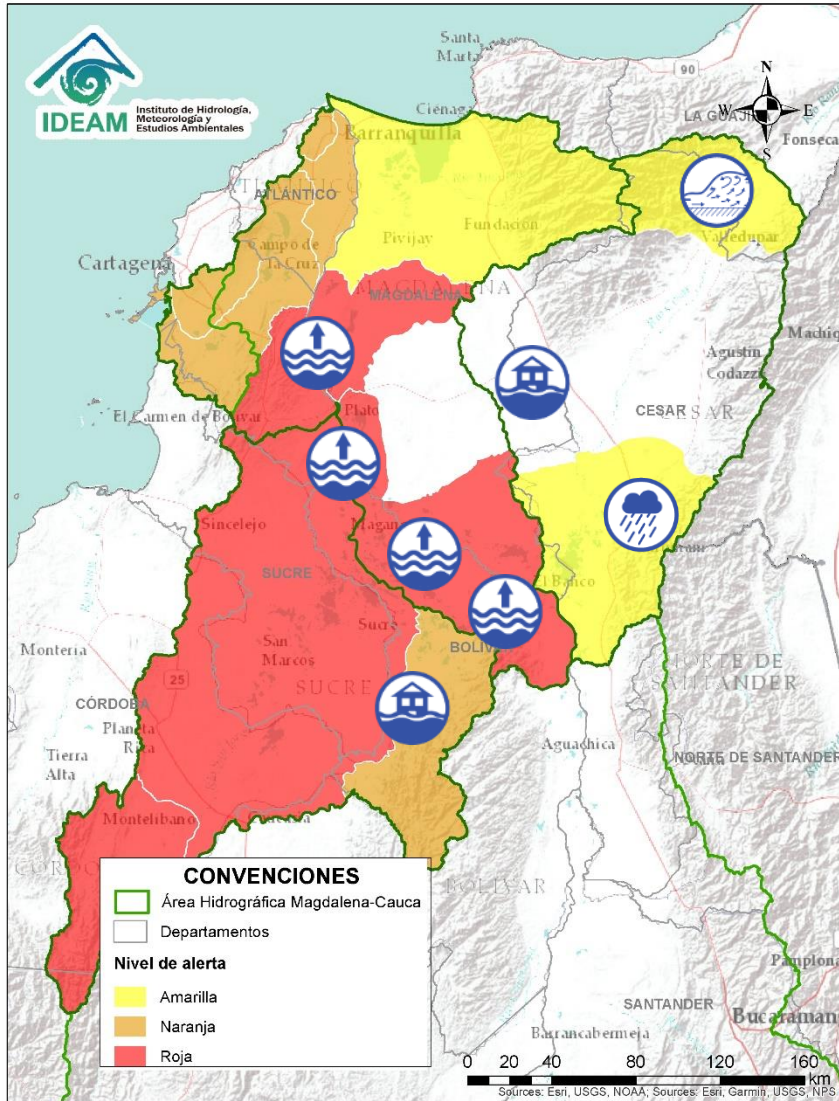 IDEAM
Instituto de Hidrología,
Meteorología y
Estudios Ambientales
Santa
Marta
90
N
W
E
S
LA GUAJI
Fonseca
Ciénaga
Barranquilla
ATLÁNTICO
Valledupar
Pivijay
Fundación
Campo de
la Cruz
Cartagena
MAGDALENA
Agustín
Codazzi
Plato
El Carmen de Bolívar
CESAR
CESAR
Sincelejo
SUCRE
El Banco
Sucre
BOLÍV
San
Marcos
SUCRE
Montería
25
CÓRDOBA
Planeta
Rica
Tierra
Alta
Aguachica
NORTE DE
SANTANDER
NORTE DE SANTANDER
Montelíbano
BOLÍVAR
CONVENCIONES
Área Hidrográfica Magdalena-Cauca
Departamentos
Nivel de alerta
Amarilla
Naranja
Roja
Pamplona
SANTANDER
Bucaraman
Barrancabermeja
0 20 40 80 120 160
km
Sources: Esri, USGS, NOAA; Sources: Esri, Garmin, USGS, NPS